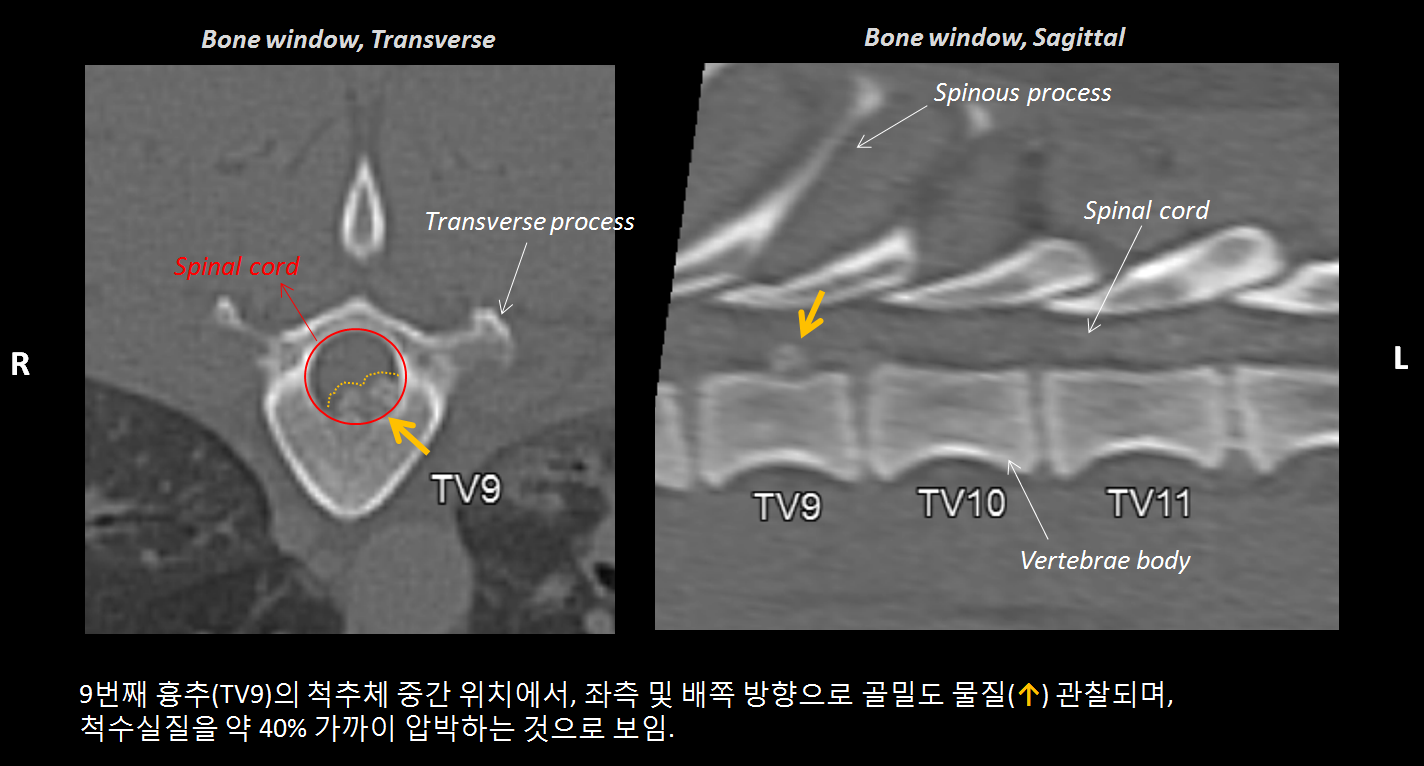 Bone window, Transverse
Bone window, Sagittal
Spinous process
Transverse process
Spinal cord
Spinal cord
R
L
TV9
TV9
TV10
TV11
Vertebrae body
9번째 흉추(TV9)의 척추체 중간 위치에서, 좌측 및 배쪽 방향으로 골밀도 물질(↑) 관찰되며,
척수실질을 약 40% 가까이 압박하는 것으로 보임.